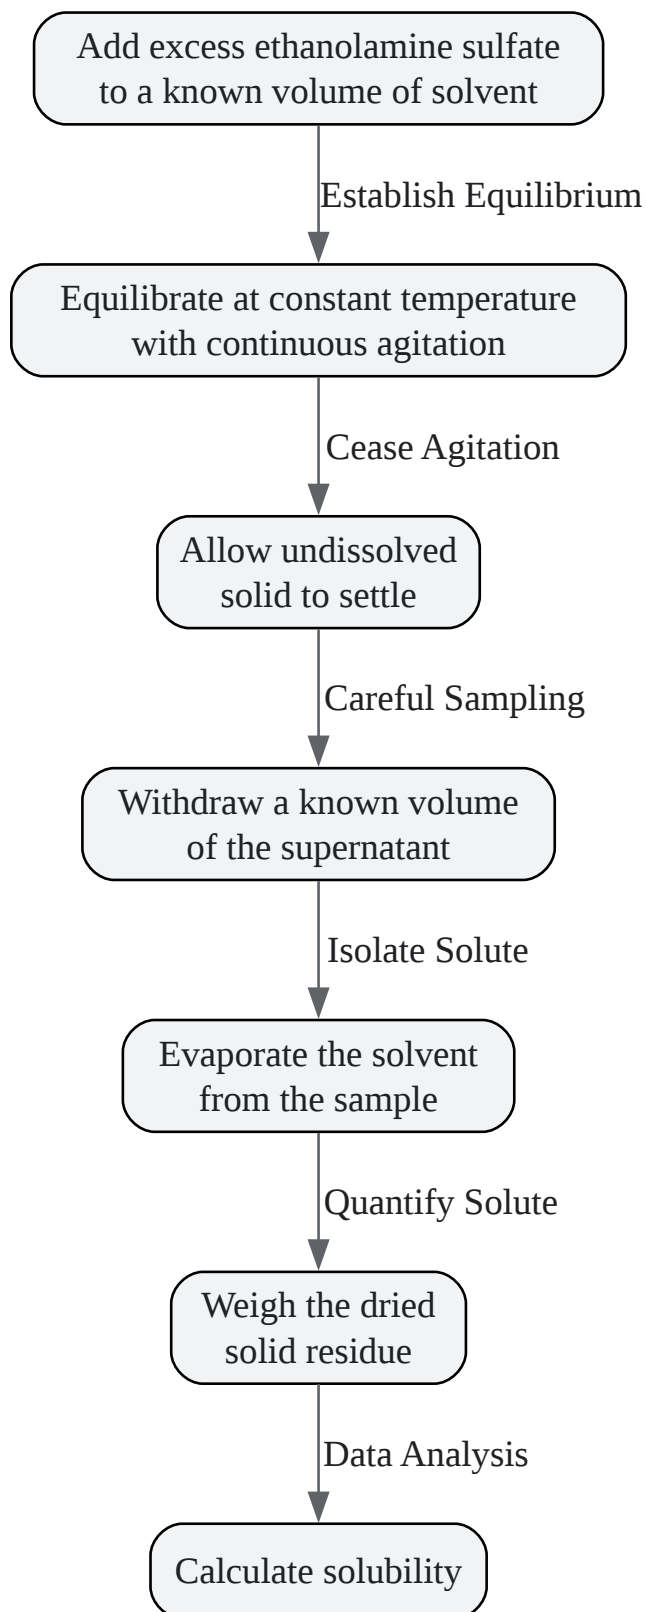 Add excess ethanolamine sulfate
to a known volume of solvent
Establish Equilibrium
Equilibrate at constant temperature
with continuous agitation
Cease Agitation
Allow undissolved
solid to settle
Careful Sampling
Withdraw a known volume
of the supernatant
Isolate Solute
Evaporate the solvent
from the sample
Quantify Solute
Weigh the dried
solid residue
Data Analysis
Calculate solubility